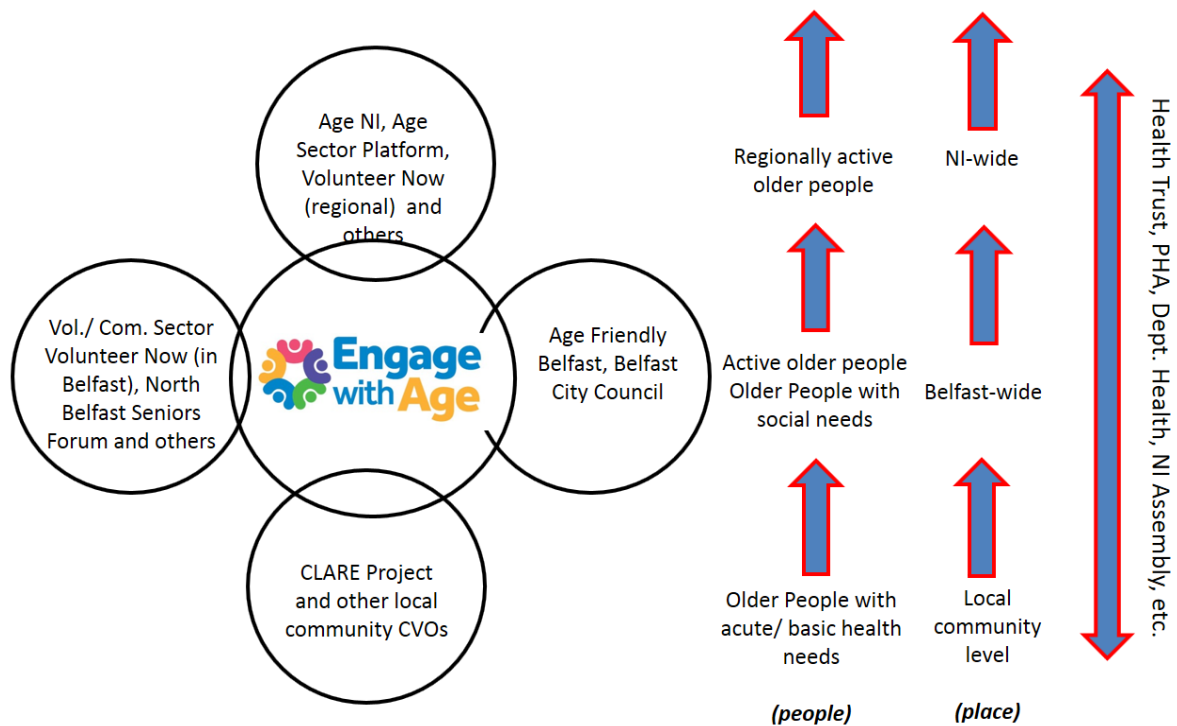 Age NI, Age
Sector Platform,
Volunteer Now
(regional)  and
others
Vol./ Com. Sector
Volunteer Now (in
Belfast), North
Belfast Seniors
Forum and others
Engage
with Age
Age Friendly
Belfast, Belfast
City Council
CLARE Project
and other local
community CVOs
Regionally active
older people
NI-wide
Active older people
Older People with
social needs
Belfast-wide
Older People with
acute/ basic health
needs
Local
community
level
(people)
(place)
Health Trust, PHA, Dept. Health, NI Assembly, etc.